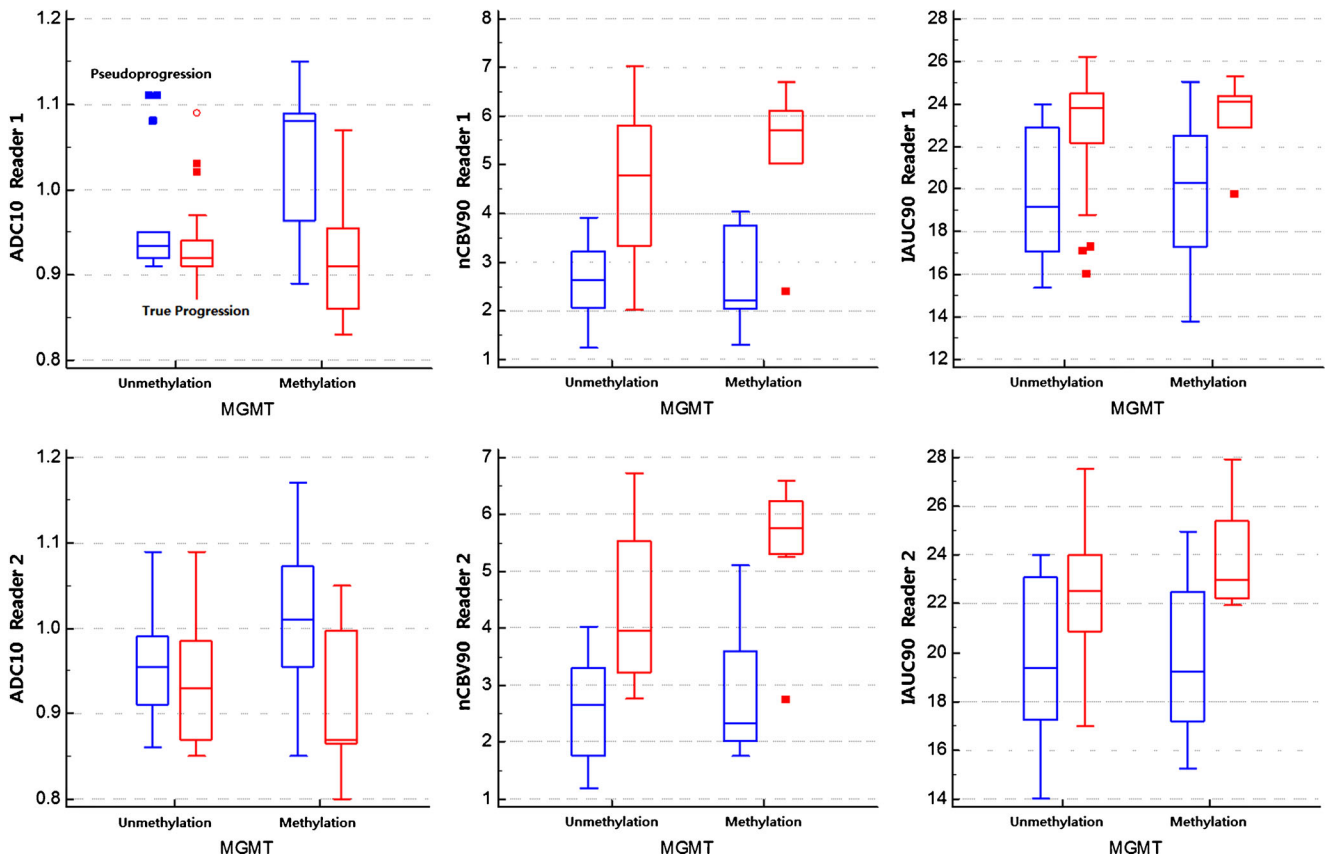 ADC10 Reader 1
1.2
1.1
1.0
0.9
0.8
Pseudoprogression
True Progression
Unmethylation
Methylation
MGMT
nCBV90 Reader 1
8
7
6
5
4
3
2
1
Unmethylation
Methylation
MGMT
IAUC90 Reader 1
28
26
24
22
20
18
16
14
12
Unmethylation
Methylation
MGMT
ADC10 Reader 2
1.2
1.1
1.0
0.9
0.8
Unmethylation
Methylation
MGMT
nCBV90 Reader 2
7
6
5
4
3
2
1
Unmethylation
Methylation
MGMT
IAUC90 Reader 2
28
26
24
22
20
18
16
14
Unmethylation
Methylation
MGMT